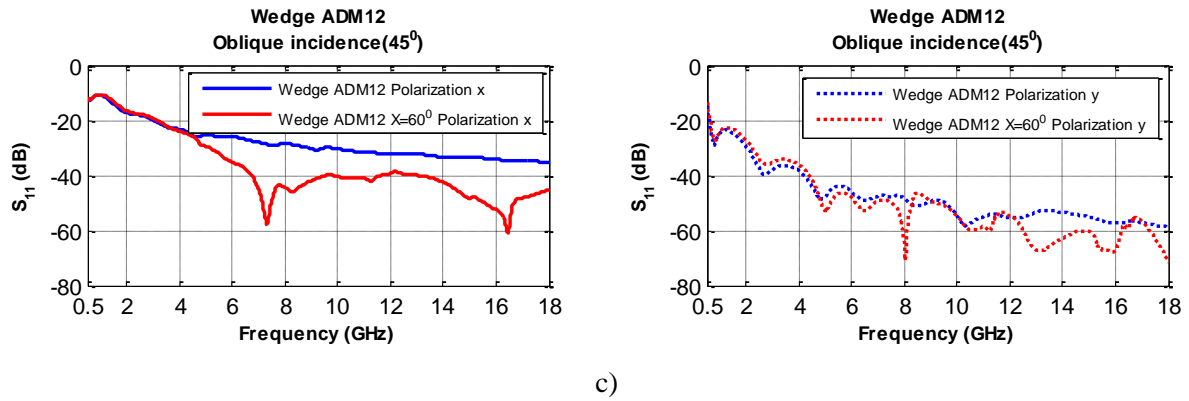 Wedge ADM12
Oblique incidence(45⁰)
0
-20
-40
-60
-80
S₁₁ (dB)
Wedge ADM12 Polarization x
Wedge ADM12 X=60⁰ Polarization x
0.5 2 4 6 8 10 12 14 16 18
Frequency (GHz)
Wedge ADM12
Oblique incidence(45⁰)
0
-20
-40
-60
-80
S₁₁ (dB)
Wedge ADM12 Polarization y
Wedge ADM12 X=60⁰ Polarization y
0.5 2 4 6 8 10 12 14 16 18
Frequency (GHz)
c)